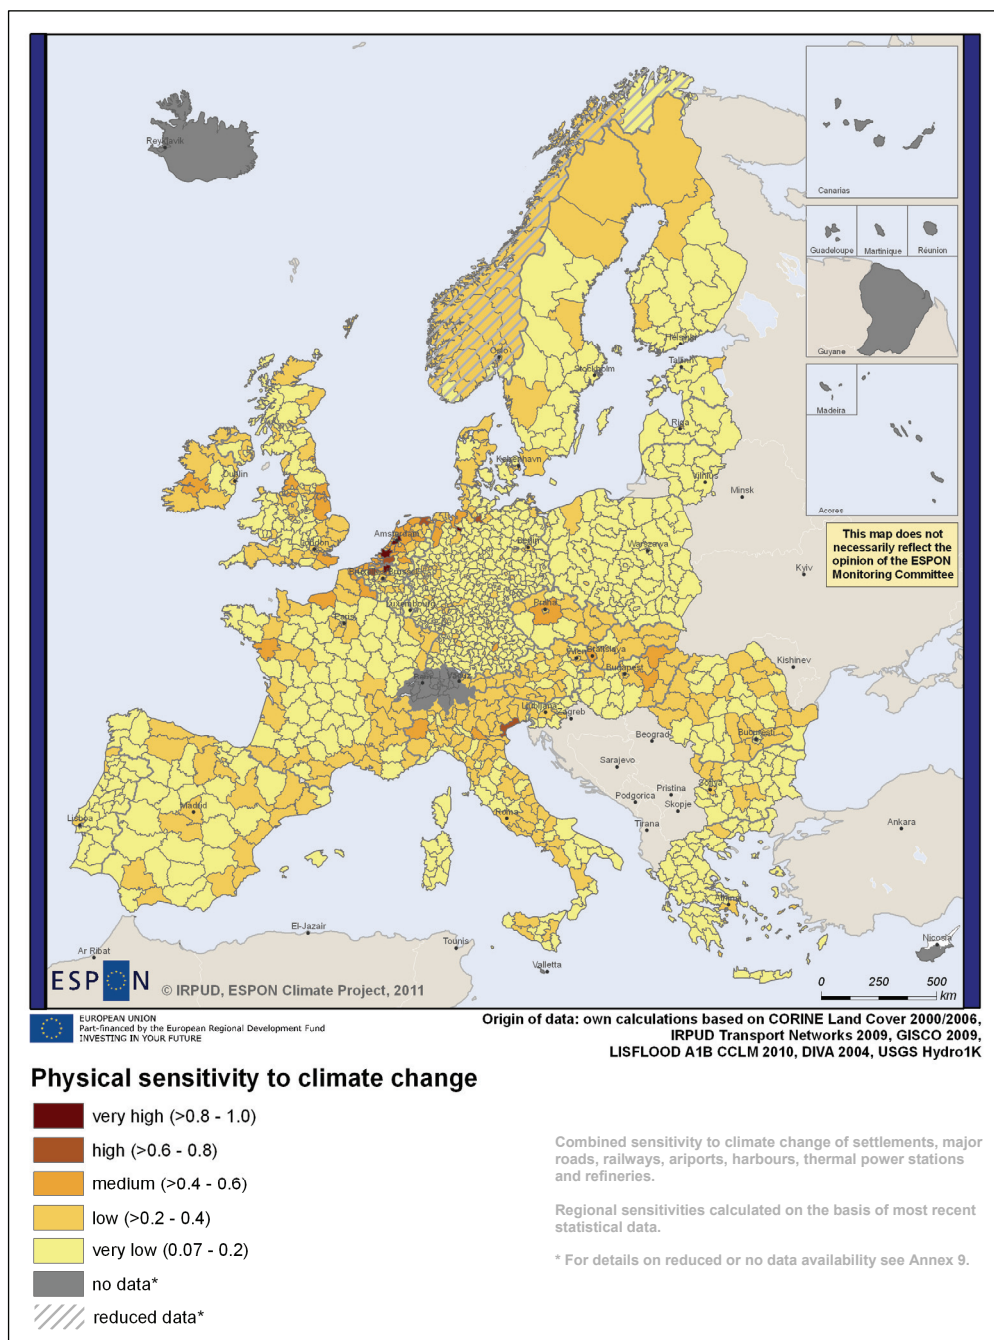 Reykjavík
Canarias
Guadeloupe
Martinique
Réunion
Guyane
Madeira
Acores
This map does not
necessarily reflect the
opinion of the ESPON
Monitoring Committee
Oslo
Helsinki
Tallinn
Stockholm
Riga
Dublin
København
Vilnius
Minsk
London
Amsterdam
Berlin
Warszawa
Kyiv
Luxembourg
Praha
Paris
Wien
Bratislava
Budapest
Kishinev
Ljubljana
Zagreb
Beograd
Bucuresti
Sarajevo
Madrid
Roma
Sofiya
Pristina
Podgorica
Skopje
Lisboa
Tirana
Ankara
Athinai
El-Jazair
Tounis
Nicosia
Ar Ribat
Valletta
ESPON
© IRPUD, ESPON Climate Project, 2011
0 250 500
km
EUROPEAN UNION
Part-financed by the European Regional Development Fund
INVESTING IN YOUR FUTURE
Origin of data: own calculations based on CORINE Land Cover 2000/2006,
IRPUD Transport Networks 2009, GISCO 2009,
LISFLOOD A1B CCLM 2010, DIVA 2004, USGS Hydro1K
Physical sensitivity to climate change
very high (>0.8 - 1.0)
high (>0.6 - 0.8)
medium (>0.4 - 0.6)
low (>0.2 - 0.4)
very low (0.07 - 0.2)
no data*
reduced data*
Combined sensitivity to climate change of settlements, major
roads, railways, ariports, harbours, thermal power stations
and refineries.
Regional sensitivities calculated on the basis of most recent
statistical data.
* For details on reduced or no data availability see Annex 9.